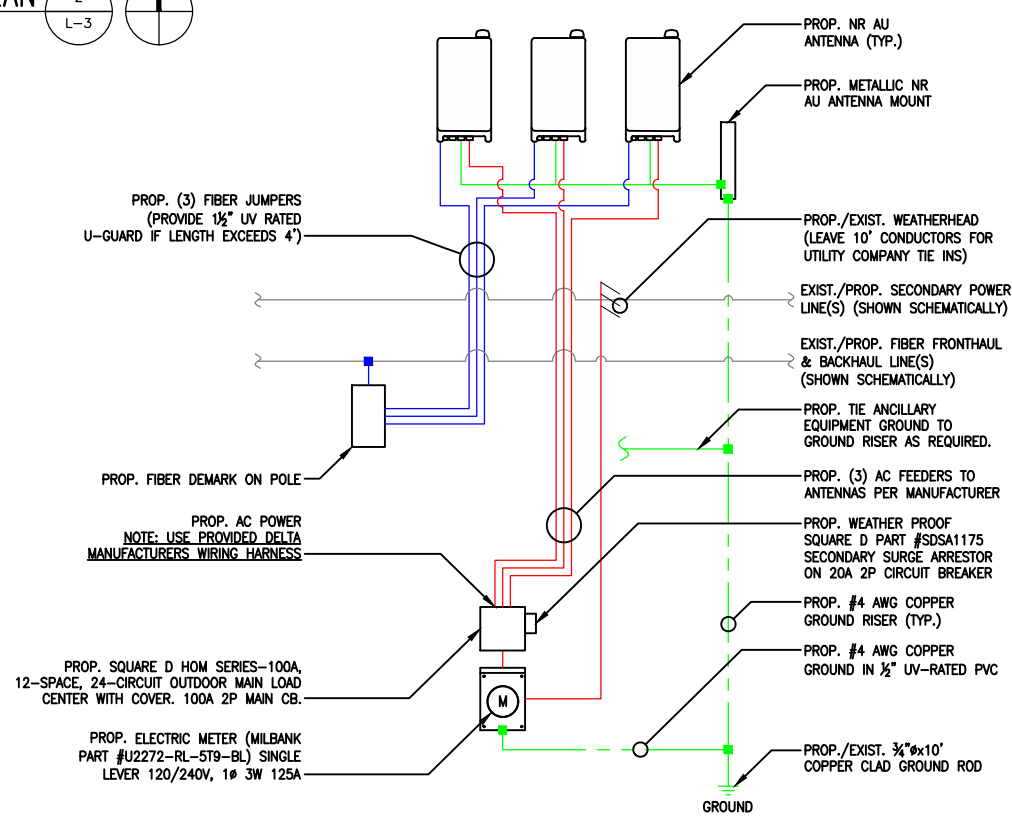 L-3
PROP. NR AU
ANTENNA (TYP.)
PROP. METALLIC NR
AU ANTENNA MOUNT
PROP. (3) FIBER JUMPERS
(PROVIDE 1½" UV RATED
U-GUARD IF LENGTH EXCEEDS 4')
PROP./EXIST. WEATHERHEAD
(LEAVE 10' CONDUCTORS FOR
UTILITY COMPANY TIE INS)
EXIST./PROP. SECONDARY POWER
LINE(S) (SHOWN SCHEMATICALLY)
EXIST./PROP. FIBER FRONTHAUL
& BACKHAUL LINE(S)
(SHOWN SCHEMATICALLY)
PROP. TIE ANCILLARY
EQUIPMENT GROUND TO
GROUND RISER AS REQUIRED.
PROP. FIBER DEMARK ON POLE
PROP. (3) AC FEEDERS TO
ANTENNAS PER MANUFACTURER
PROP. AC POWER
NOTE: USE PROVIDED DELTA
MANUFACTURERS WIRING HARNESS
PROP. WEATHER PROOF
SQUARE D PART #SDSA1175
SECONDARY SURGE ARRESTOR
ON 20A 2P CIRCUIT BREAKER
PROP. #4 AWG COPPER
GROUND RISER (TYP.)
PROP. #4 AWG COPPER
GROUND IN ½" UV-RATED PVC
PROP. SQUARE D HOM SERIES-100A,
12-SPACE, 24-CIRCUIT OUTDOOR MAIN LOAD
CENTER WITH COVER. 100A 2P MAIN CB.
M
PROP. ELECTRIC METER (MILBANK
PART #U2272-RL-5T9-BL) SINGLE
LEVER 120/240V, 1ø 3W 125A
PROP./EXIST. ¾"øx10'
COPPER CLAD GROUND ROD
GROUND